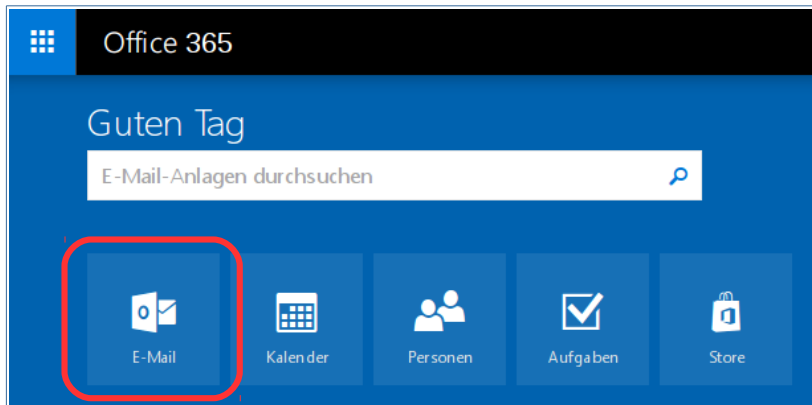 Office 365
Guten Tag
E-Mail-Anlagen durchsuchen
E-Mail Kalender Personen Aufgaben Store